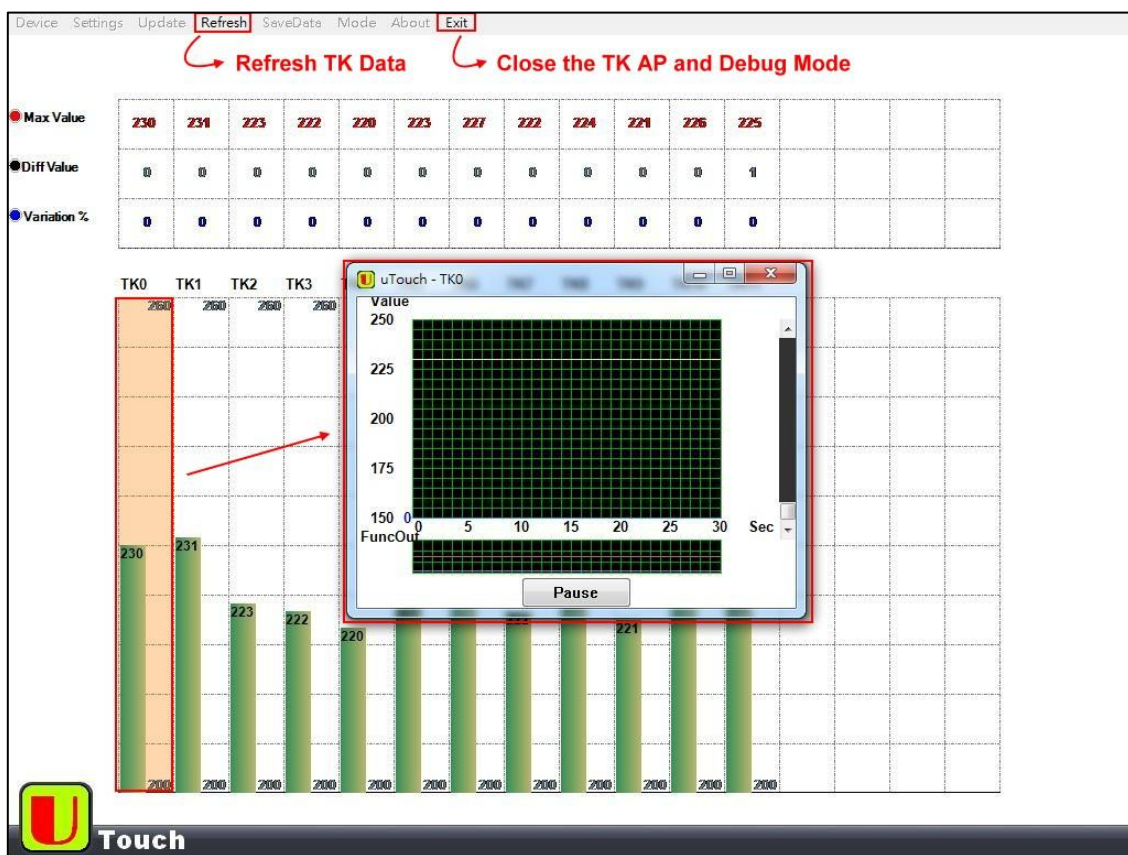 Device Settings Update Refresh SaveData Mode About Exit
Refresh TK Data Close the TK AP and Debug Mode
Max Value 230 231 223 222 220 223 227 222 224 221 226 225
Diff Value 0 0 0 0 0 0 0 0 0 0 0 1
Variation % 0 0 0 0 0 0 0 0 0 0 0 0
TK0 TK1 TK2 TK3
260 260 260 260
uTouch - TK0
Value
250
225
200
175
150 0
0 5 10 15 20 25 30 Sec
FuncOut
Pause
230 231 223 222 220 221
200 200 200 200 200 200 200 200 200 200 200 200
U Touch